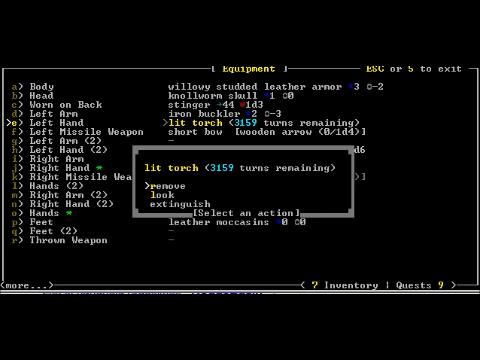 [ Equipment ] ESC or 5 to exit
a) Body willowy studded leather armor ♦3 ○-2
b) Head knollworm skull ♦1 ○0
c) Worn on Back stinger →44 ♥1d3
d) Left Arm iron buckler ♦2 ○-3
>e) Left Hand >lit torch (3159 turns remaining)
f) Left Missile Weapon short bow [wooden arrow (0/1d4)]
g) Left Arm (2) -
h) Left Hand (2) d6
i) Right Arm
j) Right Hand *
k) Right Missile Weapon )]
l) Hands (2)
m) Right Arm (2)
n) Right Hand (2)
o) Hands *
p) Feet leather moccasins ♦0 ○0
q) Feet (2) -
r) Thrown Weapon -
lit torch (3159 turns remaining)
>remove
look
extinguish
[Select an action]
(more...) ( 7 Inventory | Quests 9 )